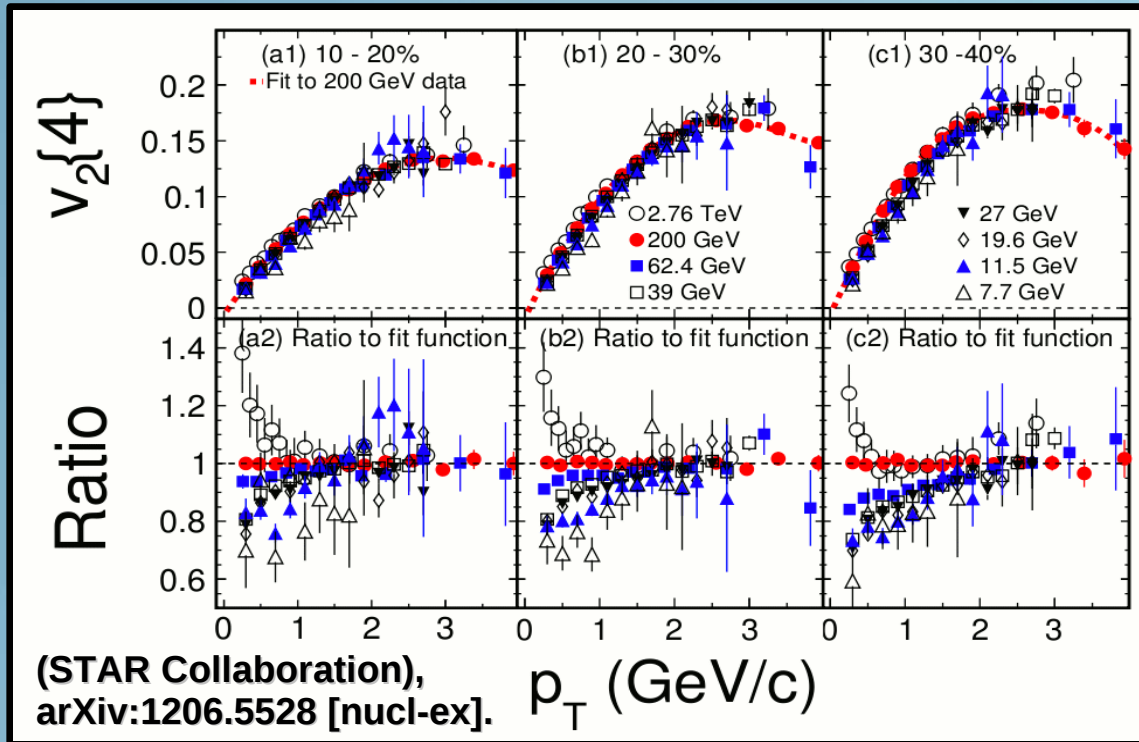 (a1) 10 - 20%
Fit to 200 GeV data
(b1) 20 - 30%
(c1) 30 -40%
v2{4}
0.2
0.15
0.1
0.05
0
2.76 TeV
200 GeV
62.4 GeV
39 GeV
27 GeV
19.6 GeV
11.5 GeV
7.7 GeV
(a2) Ratio to fit function
(b2) Ratio to fit function
(c2) Ratio to fit function
Ratio
1.4
1.2
1
0.8
0.6
0 1 2 3 0 1 2 3 0 1 2 3
pT (GeV/c)
(STAR Collaboration),
arXiv:1206.5528 [nucl-ex].